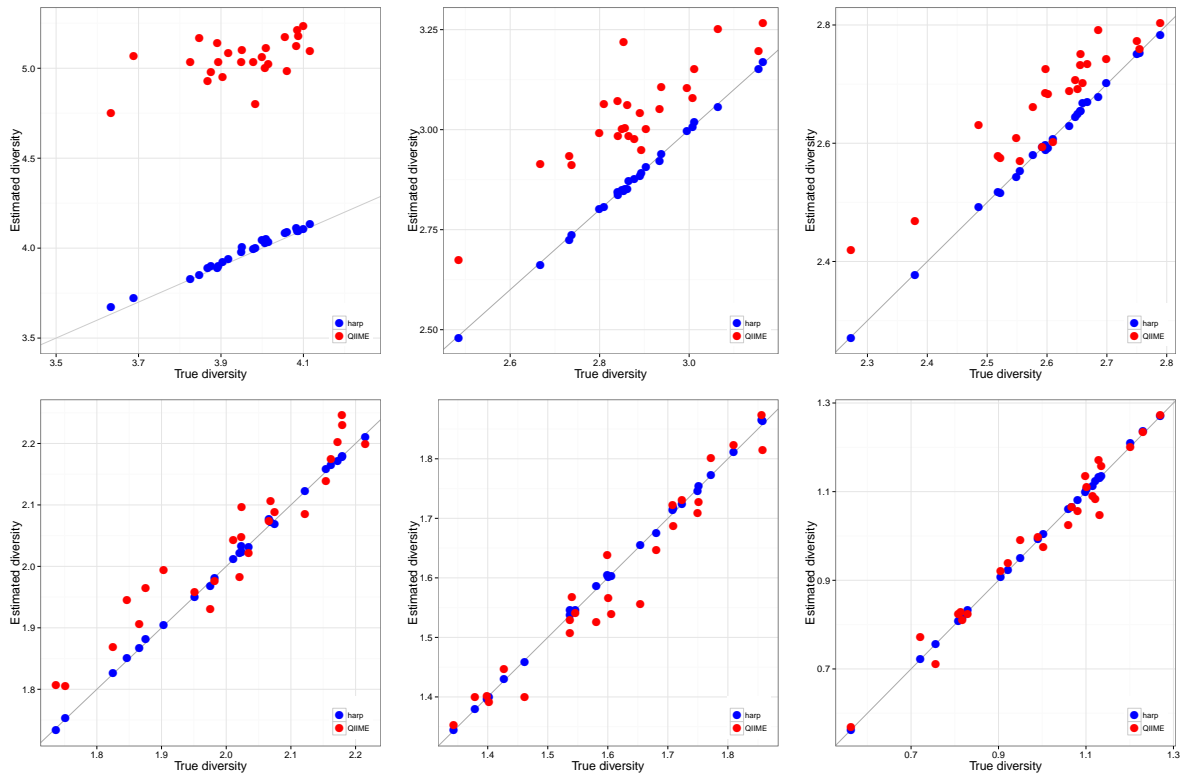 5.0
4.5
4.0
3.5
Estimated diversity
3.5 3.7 3.9 4.1
True diversity
harp
QIIME
3.25
3.00
2.75
2.50
Estimated diversity
2.6 2.8 3.0
True diversity
harp
QIIME
2.8
2.6
2.4
Estimated diversity
2.3 2.4 2.5 2.6 2.7 2.8
True diversity
harp
QIIME
2.2
2.1
2.0
1.9
1.8
Estimated diversity
1.8 1.9 2.0 2.1 2.2
True diversity
harp
QIIME
1.8
1.7
1.6
1.5
1.4
Estimated diversity
1.4 1.5 1.6 1.7 1.8
True diversity
harp
QIIME
1.3
1.1
0.9
0.7
Estimated diversity
0.7 0.9 1.1 1.3
True diversity
harp
QIIME